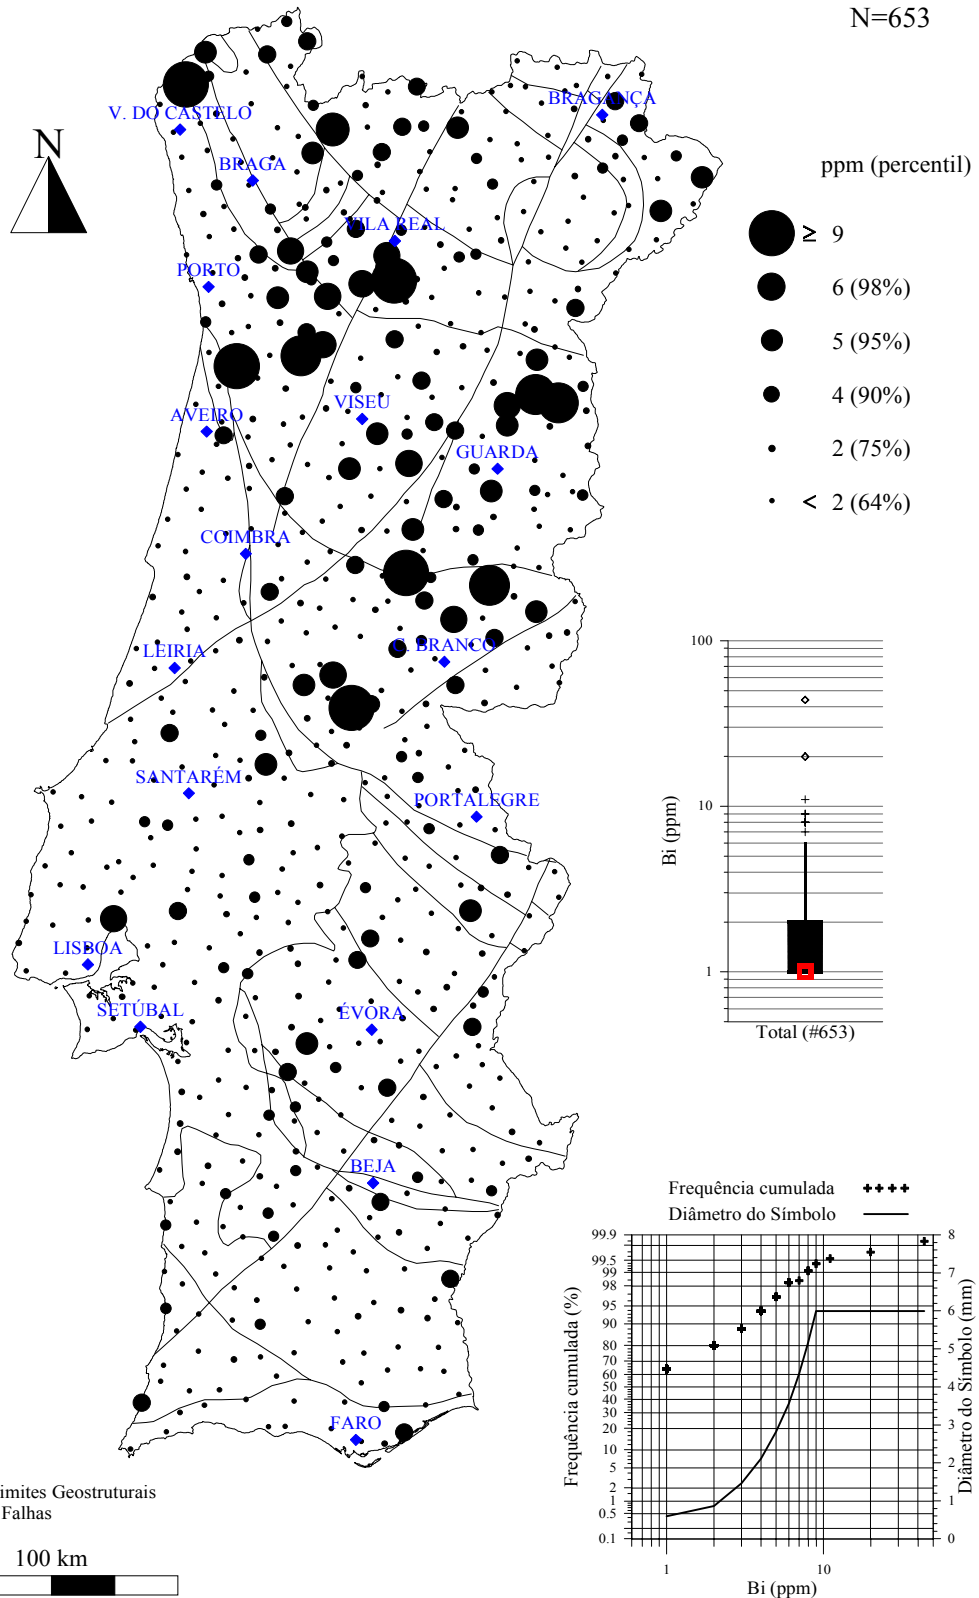 N=653
BRAGANÇA
V. DO CASTELO
N
BRAGA
ppm (percentil)
VILA REAL
≥ 9
PORTO
6 (98%)
5 (95%)
4 (90%)
VISEU
AVEIRO
2 (75%)
GUARDA
< 2 (64%)
COIMBRA
LEIRIA
C. BRANCO
100
SANTARÉM
PORTALEGRE
10
Bi (ppm)
LISBOA
1
SETÚBAL
ÉVORA
Total (#653)
BEJA
Frequência cumulada
Diâmetro do Símbolo
99.9
99.5
99
98
95
90
80
70
60
50
40
30
20
10
5
2
1
0.5
0.1
Frequência cumulada (%)
8
7
6
5
4
3
2
1
0
Diâmetro do Símbolo (mm)
1
10
Bi (ppm)
FARO
imites Geostruturais
Falhas
100 km